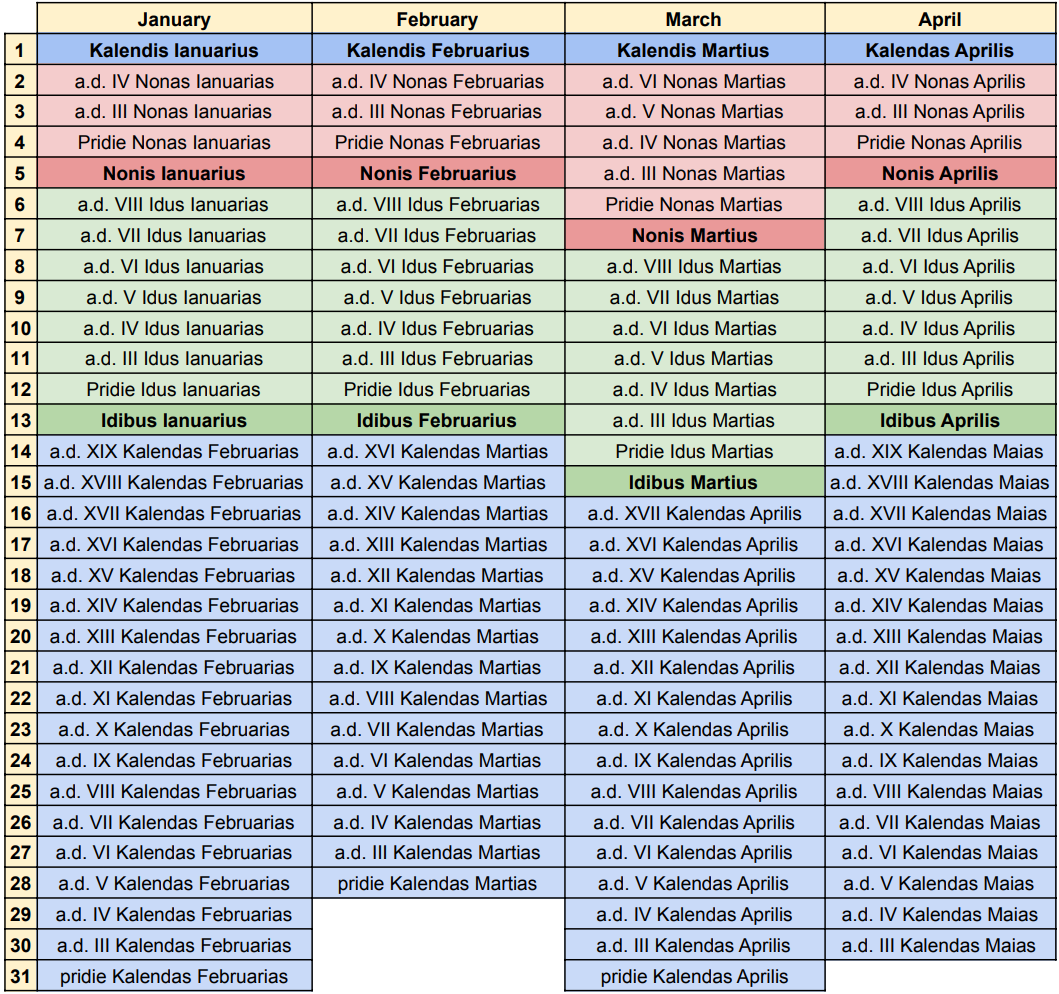 January February March April
1 Kalendis Ianuarius Kalendis Februarius Kalendis Martius Kalendas Aprilis
2 a.d. IV Nonas Ianuarias a.d. IV Nonas Februarias a.d. VI Nonas Martias a.d. IV Nonas Aprilis
3 a.d. III Nonas Ianuarias a.d. III Nonas Februarias a.d. V Nonas Martias a.d. III Nonas Aprilis
4 Pridie Nonas Ianuarias Pridie Nonas Februarias a.d. IV Nonas Martias Pridie Nonas Aprilis
5 Nonis Ianuarius Nonis Februarius a.d. III Nonas Martias Nonis Aprilis
6 a.d. VIII Idus Ianuarias a.d. VIII Idus Februarias Pridie Nonas Martias a.d. VIII Idus Aprilis
7 a.d. VII Idus Ianuarias a.d. VII Idus Februarias Nonis Martius a.d. VII Idus Aprilis
8 a.d. VI Idus Ianuarias a.d. VI Idus Februarias a.d. VIII Idus Martias a.d. VI Idus Aprilis
9 a.d. V Idus Ianuarias a.d. V Idus Februarias a.d. VII Idus Martias a.d. V Idus Aprilis
10 a.d. IV Idus Ianuarias a.d. IV Idus Februarias a.d. VI Idus Martias a.d. IV Idus Aprilis
11 a.d. III Idus Ianuarias a.d. III Idus Februarias a.d. V Idus Martias a.d. III Idus Aprilis
12 Pridie Idus Ianuarias Pridie Idus Februarias a.d. IV Idus Martias Pridie Idus Aprilis
13 Idibus Ianuarius Idibus Februarius a.d. III Idus Martias Idibus Aprilis
14 a.d. XIX Kalendas Februarias a.d. XVI Kalendas Martias Pridie Idus Martias a.d. XIX Kalendas Maias
15 a.d. XVIII Kalendas Februarias a.d. XV Kalendas Martias Idibus Martius a.d. XVIII Kalendas Maias
16 a.d. XVII Kalendas Februarias a.d. XIV Kalendas Martias a.d. XVII Kalendas Aprilis a.d. XVII Kalendas Maias
17 a.d. XVI Kalendas Februarias a.d. XIII Kalendas Martias a.d. XVI Kalendas Aprilis a.d. XVI Kalendas Maias
18 a.d. XV Kalendas Februarias a.d. XII Kalendas Martias a.d. XV Kalendas Aprilis a.d. XV Kalendas Maias
19 a.d. XIV Kalendas Februarias a.d. XI Kalendas Martias a.d. XIV Kalendas Aprilis a.d. XIV Kalendas Maias
20 a.d. XIII Kalendas Februarias a.d. X Kalendas Martias a.d. XIII Kalendas Aprilis a.d. XIII Kalendas Maias
21 a.d. XII Kalendas Februarias a.d. IX Kalendas Martias a.d. XII Kalendas Aprilis a.d. XII Kalendas Maias
22 a.d. XI Kalendas Februarias a.d. VIII Kalendas Martias a.d. XI Kalendas Aprilis a.d. XI Kalendas Maias
23 a.d. X Kalendas Februarias a.d. VII Kalendas Martias a.d. X Kalendas Aprilis a.d. X Kalendas Maias
24 a.d. IX Kalendas Februarias a.d. VI Kalendas Martias a.d. IX Kalendas Aprilis a.d. IX Kalendas Maias
25 a.d. VIII Kalendas Februarias a.d. V Kalendas Martias a.d. VIII Kalendas Aprilis a.d. VIII Kalendas Maias
26 a.d. VII Kalendas Februarias a.d. IV Kalendas Martias a.d. VII Kalendas Aprilis a.d. VII Kalendas Maias
27 a.d. VI Kalendas Februarias a.d. III Kalendas Martias a.d. VI Kalendas Aprilis a.d. VI Kalendas Maias
28 a.d. V Kalendas Februarias pridie Kalendas Martias a.d. V Kalendas Aprilis a.d. V Kalendas Maias
29 a.d. IV Kalendas Februarias a.d. IV Kalendas Aprilis a.d. IV Kalendas Maias
30 a.d. III Kalendas Februarias a.d. III Kalendas Aprilis a.d. III Kalendas Maias
31 pridie Kalendas Februarias pridie Kalendas Aprilis